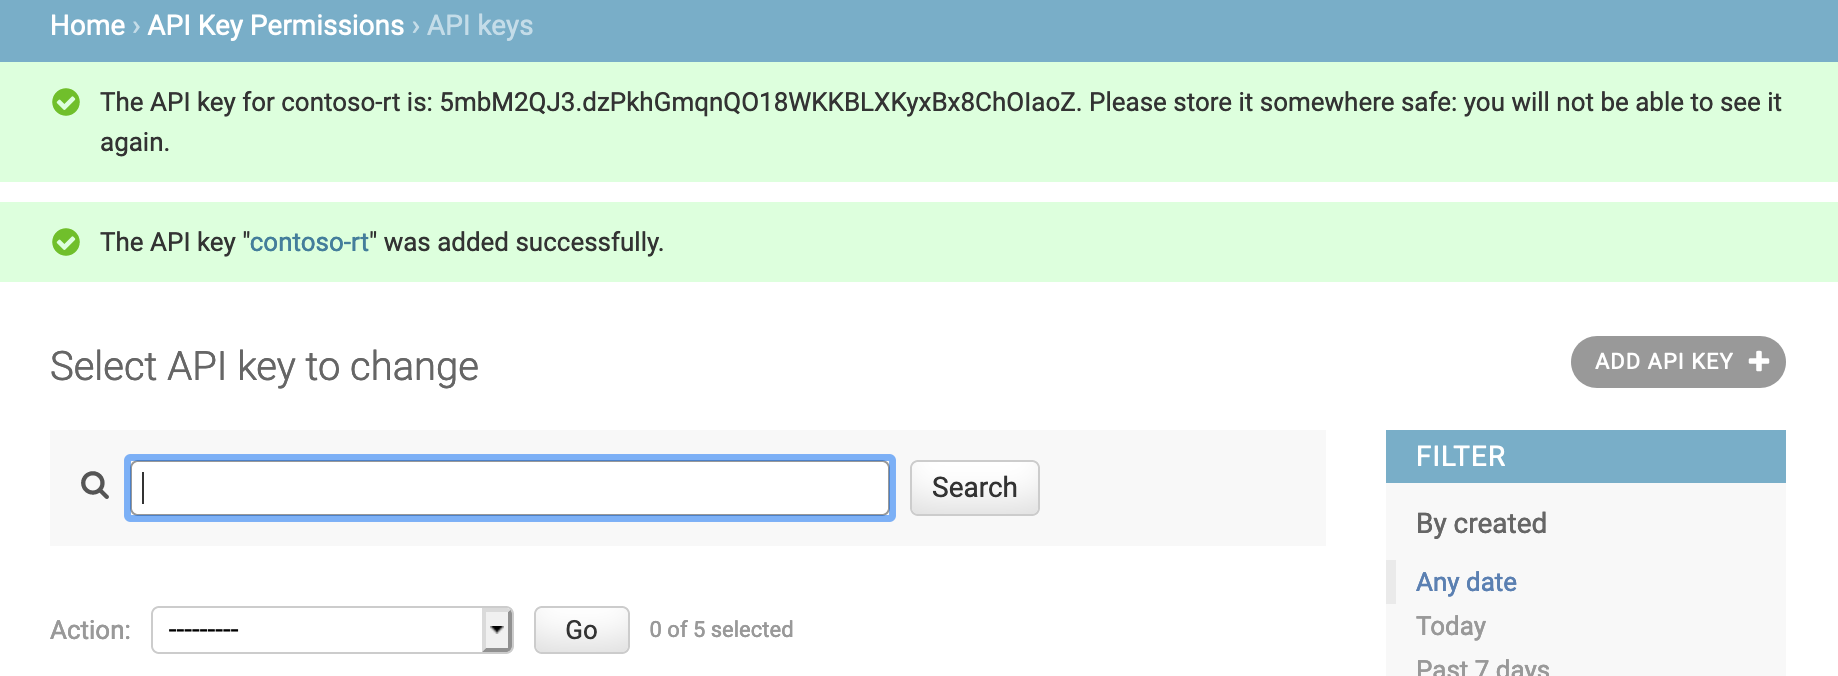 Home › API Key Permissions › API keys
The API key for contoso-rt is: 5mbM2QJ3.dzPkhGmqnQO18WKKBLXKyxBx8ChOIaoZ. Please store it somewhere safe: you will not be able to see it
again.
The API key "contoso-rt" was added successfully.
Select API key to change
ADD API KEY
Search
FILTER
By created
Any date
Today
Past 7 days
Action:
---------
Go
0 of 5 selected